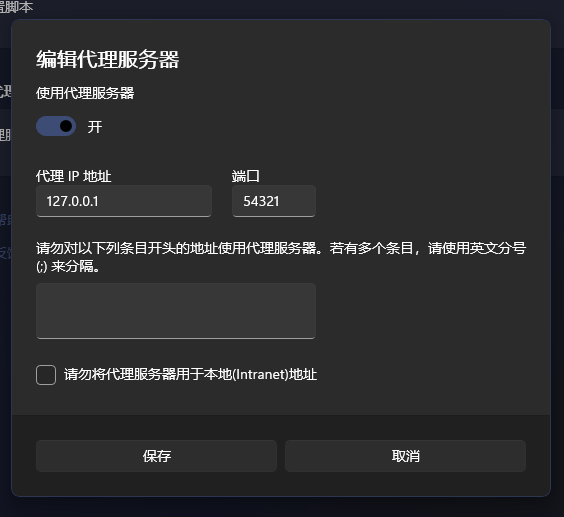 置脚本
编辑代理服务器
使用代理服务器
开
代理 IP 地址
端口
127.0.0.1
54321
请勿对以下列条目开头的地址使用代理服务器。若有多个条目，请使用英文分号
(;) 来分隔。
请勿将代理服务器用于本地(Intranet)地址
保存
取消